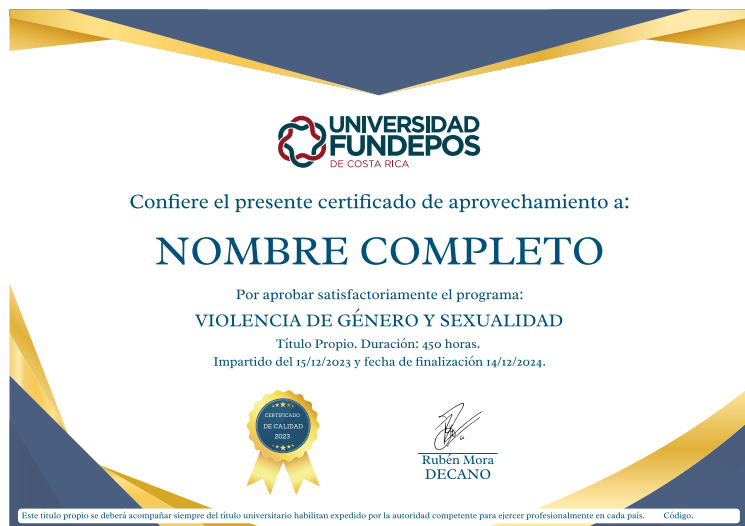 UNIVERSIDAD
FUNDEPOS
DE COSTA RICA
Confiere el presente certificado de aprovechamiento a:
NOMBRE COMPLETO
Por aprobar satisfactoriamente el programa:
VIOLENCIA DE GÉNERO Y SEXUALIDAD
Título Propio. Duración: 450 horas.
Impartido del 15/12/2023 y fecha de finalización 14/12/2024.
CERTIFICADO
DE CALIDAD
2023
Rubén Mora
DECANO
Este título propio se deberá acompañar siempre del título universitario habilitan expedido por la autoridad competente para ejercer profesionalmente en cada país. Código.